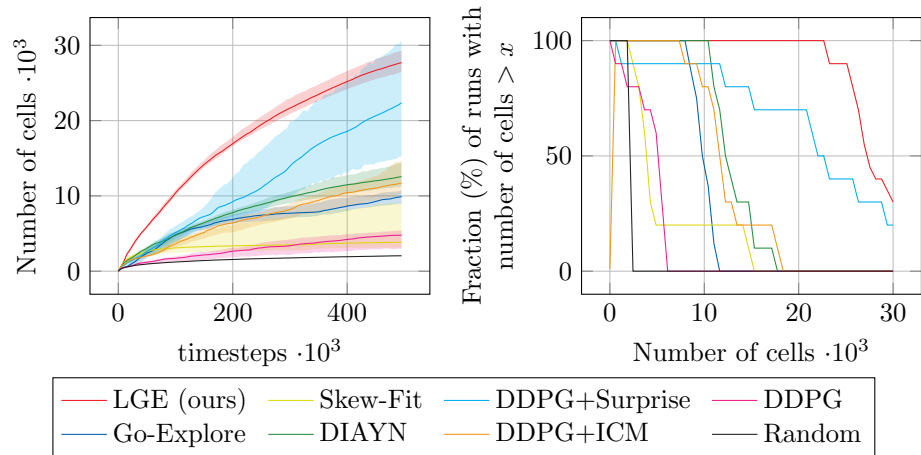 Number of cells ·10³
30
20
10
0
0
200
400
timesteps ·10³
Fraction (%) of runs with
number of cells > x
100
50
0
0
10
20
30
Number of cells ·10³
LGE (ours)
Skew-Fit
DDPG+Surprise
DDPG
Go-Explore
DIAYN
DDPG+ICM
Random